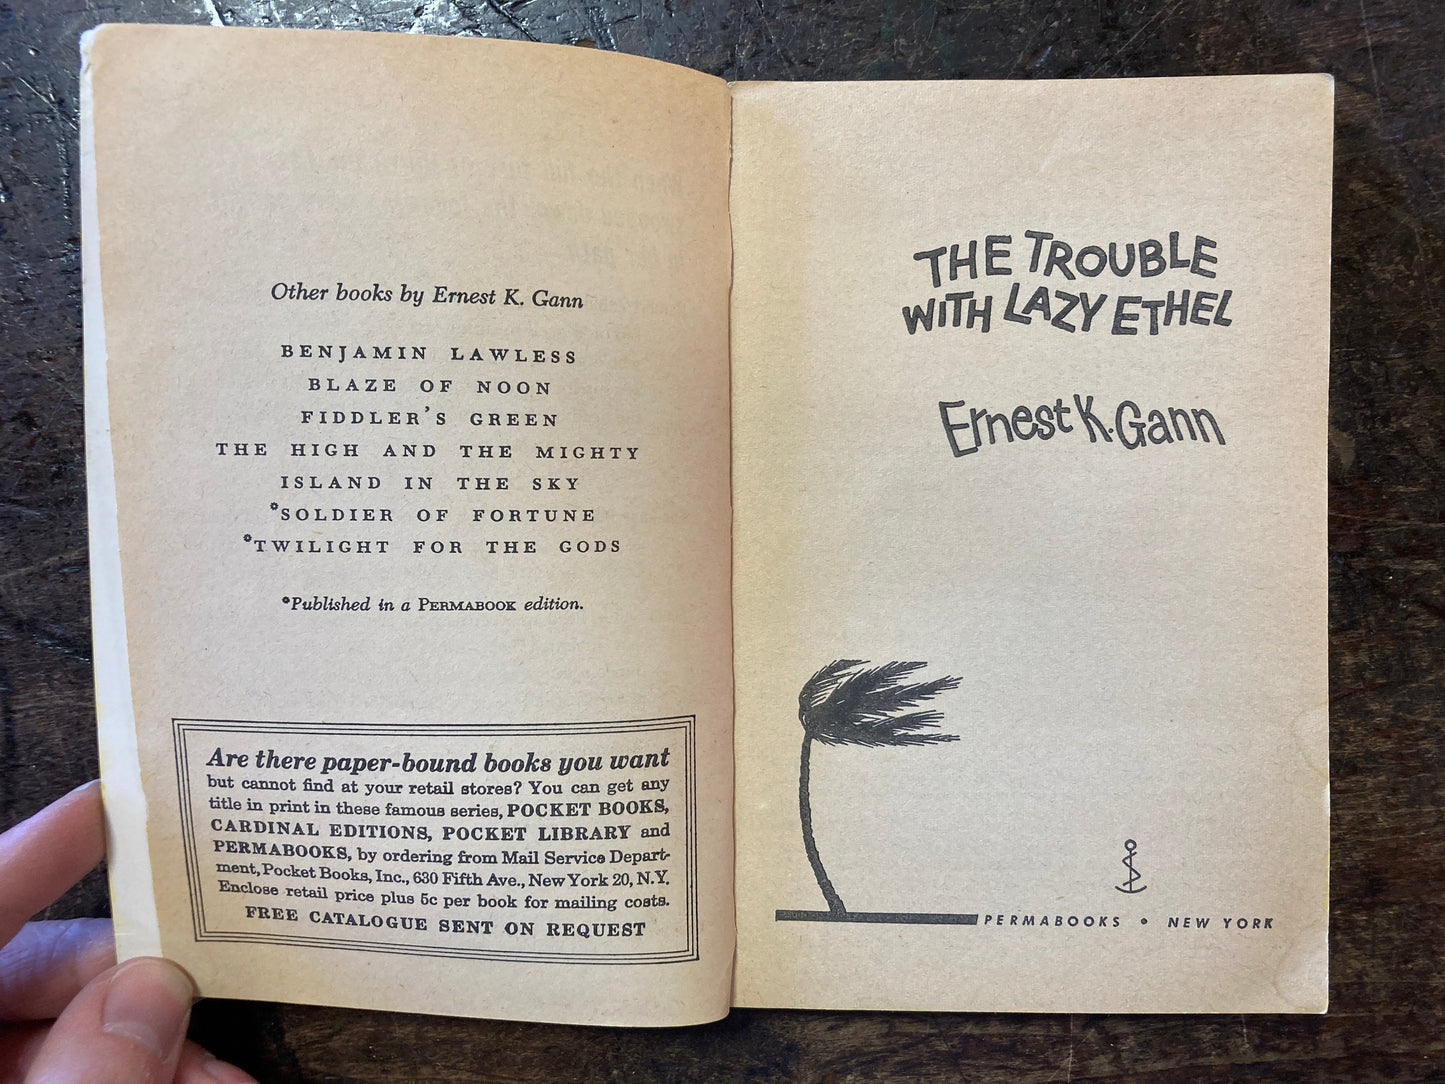 Other books by Ernest K. Gann
BENJAMIN LAWLESS
BLAZE OF NOON
FIDDLER'S GREEN
THE HIGH AND THE MIGHTY
ISLAND IN THE SKY
*SOLDIER OF FORTUNE
*TWILIGHT FOR THE GODS
*Published in a PERMABOOK edition.
Are there paper-bound books you want
but cannot find at your retail stores? You can get any
title in print in these famous series, POCKET BOOKS,
CARDINAL EDITIONS, POCKET LIBRARY and
PERMABOOKS, by ordering from Mail Service Depart-
ment, Pocket Books, Inc., 630 Fifth Ave., New York 20, N.Y.
Enclose retail price plus 5c per book for mailing costs.
FREE CATALOGUE SENT ON REQUEST
THE TROUBLE
WITH LAZY ETHEL
Ernest K. Gann
PERMABOOKS • NEW YORK